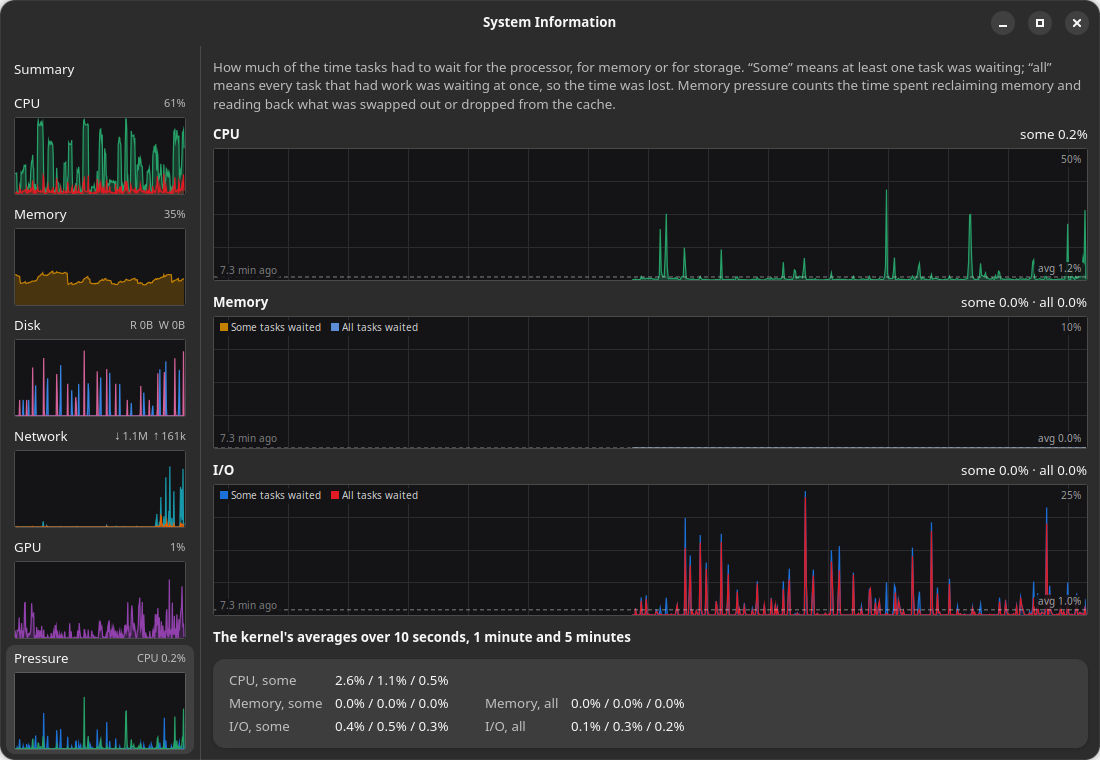 System Information
Summary
CPU 61%
Memory 35%
Disk R 0B W 0B
Network ↓1.1M ↑161k
GPU 1%
Pressure CPU 0.2%
How much of the time tasks had to wait for the processor, for memory or for storage. “Some” means at least one task was waiting; “all”
means every task that had work was waiting at once, so the time was lost. Memory pressure counts the time spent reclaiming memory and
reading back what was swapped out or dropped from the cache.
CPU some 0.2%
50%
7.3 min ago avg 1.2%
Memory some 0.0% · all 0.0%
Some tasks waited All tasks waited 10%
7.3 min ago avg 0.0%
I/O some 0.0% · all 0.0%
Some tasks waited All tasks waited 25%
7.3 min ago avg 1.0%
The kernel's averages over 10 seconds, 1 minute and 5 minutes
CPU, some 2.6% / 1.1% / 0.5%
Memory, some 0.0% / 0.0% / 0.0% Memory, all 0.0% / 0.0% / 0.0%
I/O, some 0.4% / 0.5% / 0.3% I/O, all 0.1% / 0.3% / 0.2%